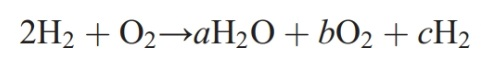 2H₂ + O₂→aH₂O + bO₂ + cH₂